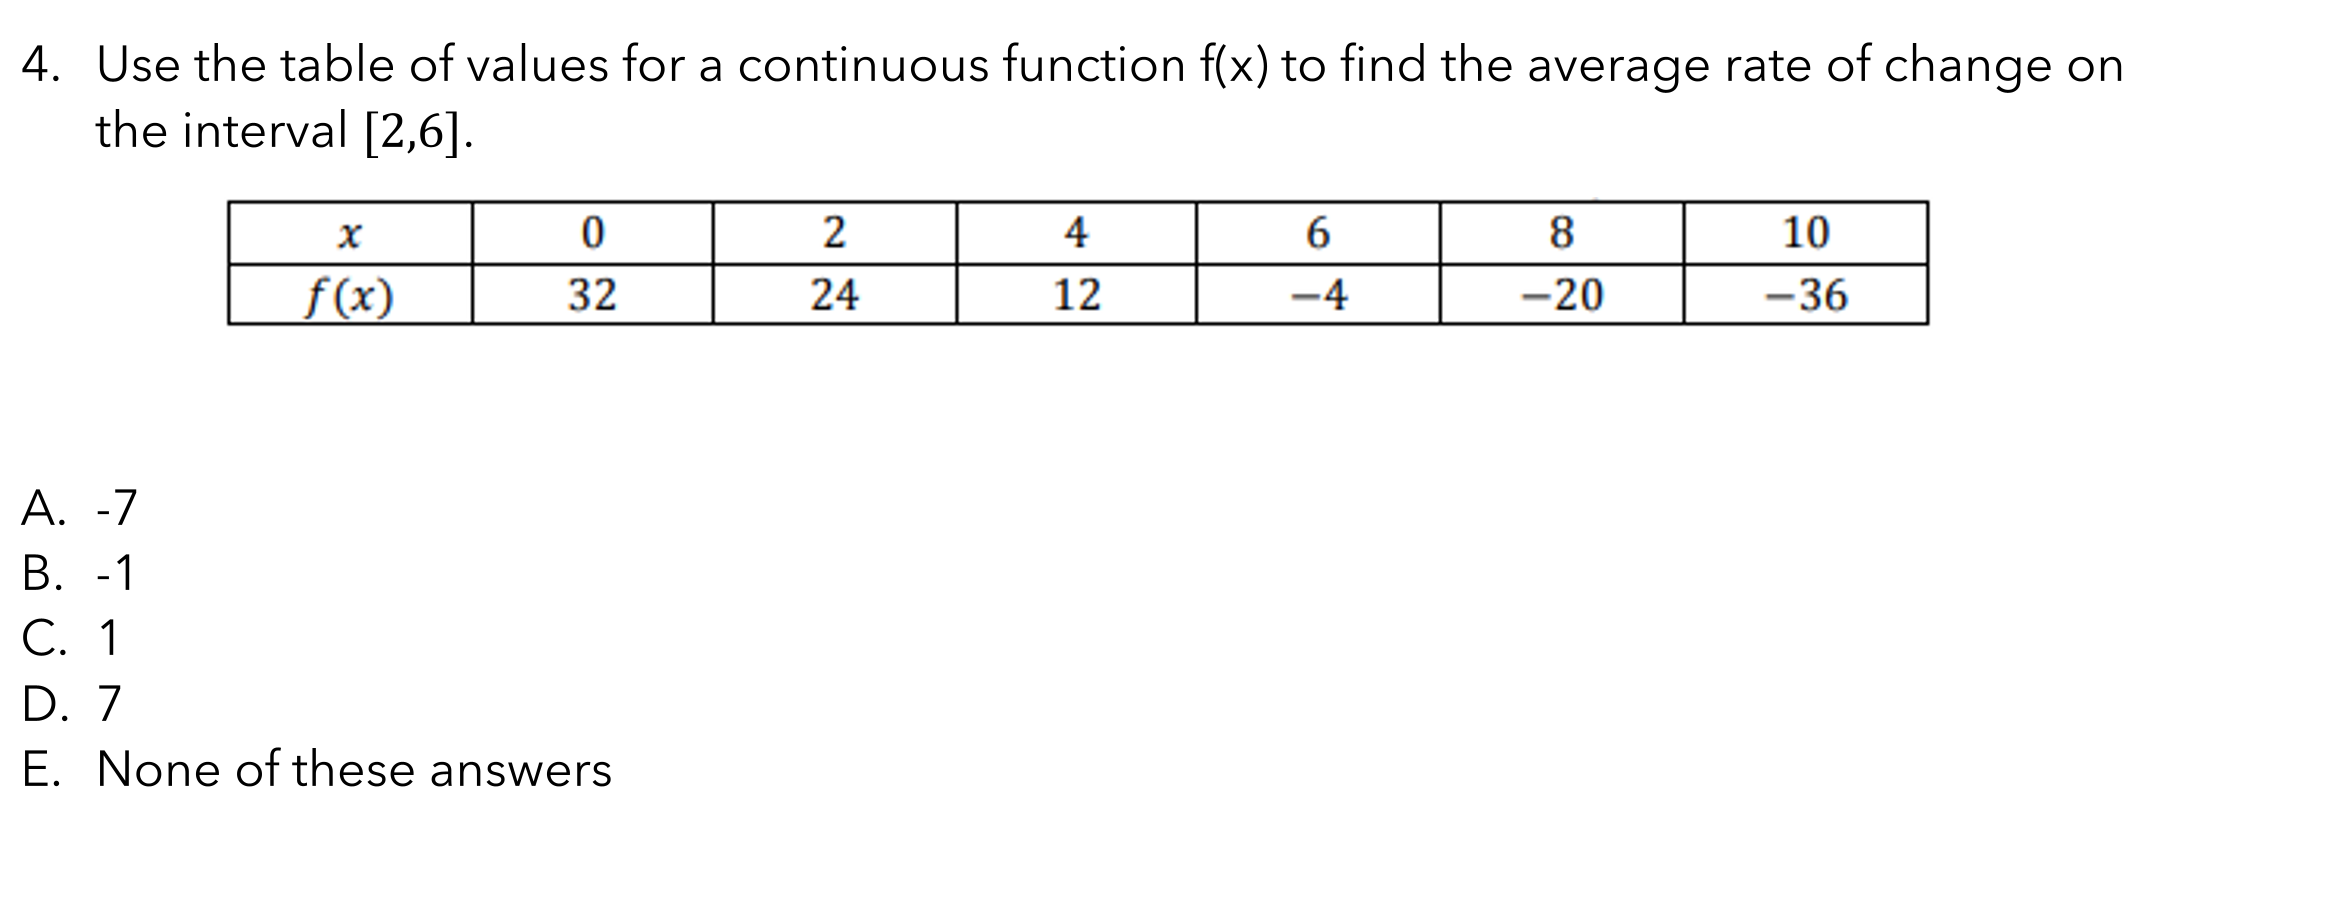 4. Use the table of values for a continuous function f(x) to find the average rate of change on
the interval [2,6].
x 0 2 4 6 8 10
f(x) 32 24 12 −4 −20 −36
A. -7
B. -1
C. 1
D. 7
E. None of these answers